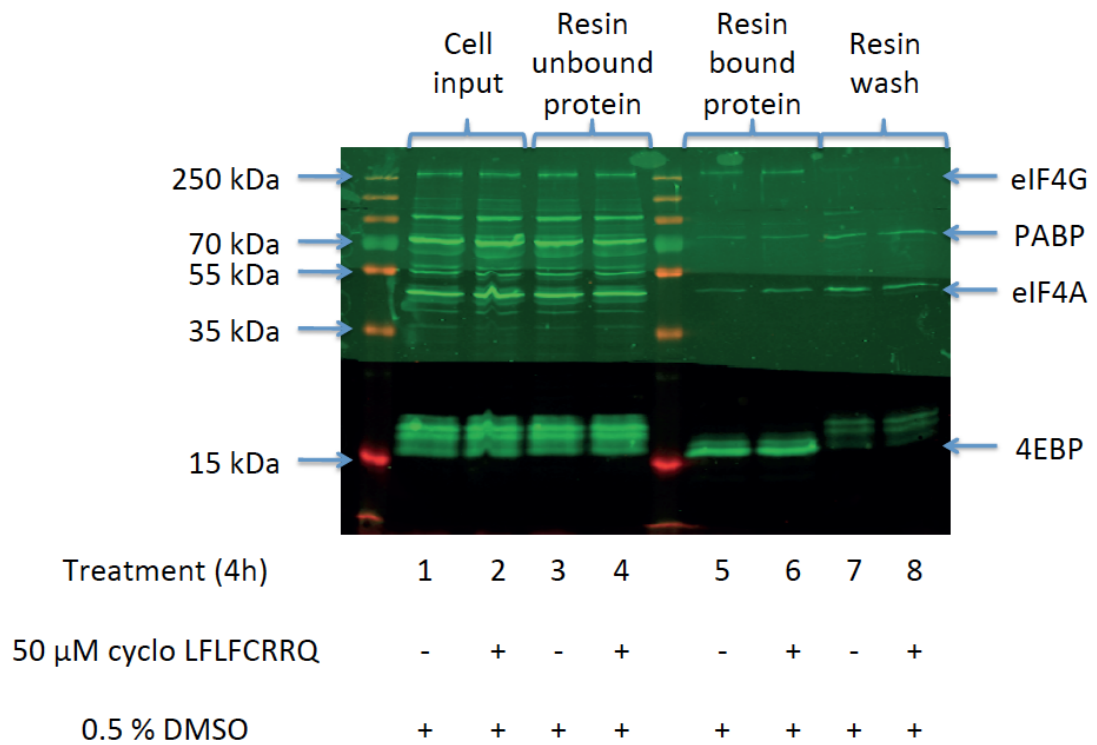 Cell input
Resin unbound protein
Resin bound protein
Resin wash
250 kDa
70 kDa
55 kDa
35 kDa
15 kDa
eIF4G
PABP
eIF4A
4EBP
Treatment (4h) 1 2 3 4 5 6 7 8
50 μM cyclo LFLFCRRQ - + - + - + - +
0.5 % DMSO + + + + + + + +